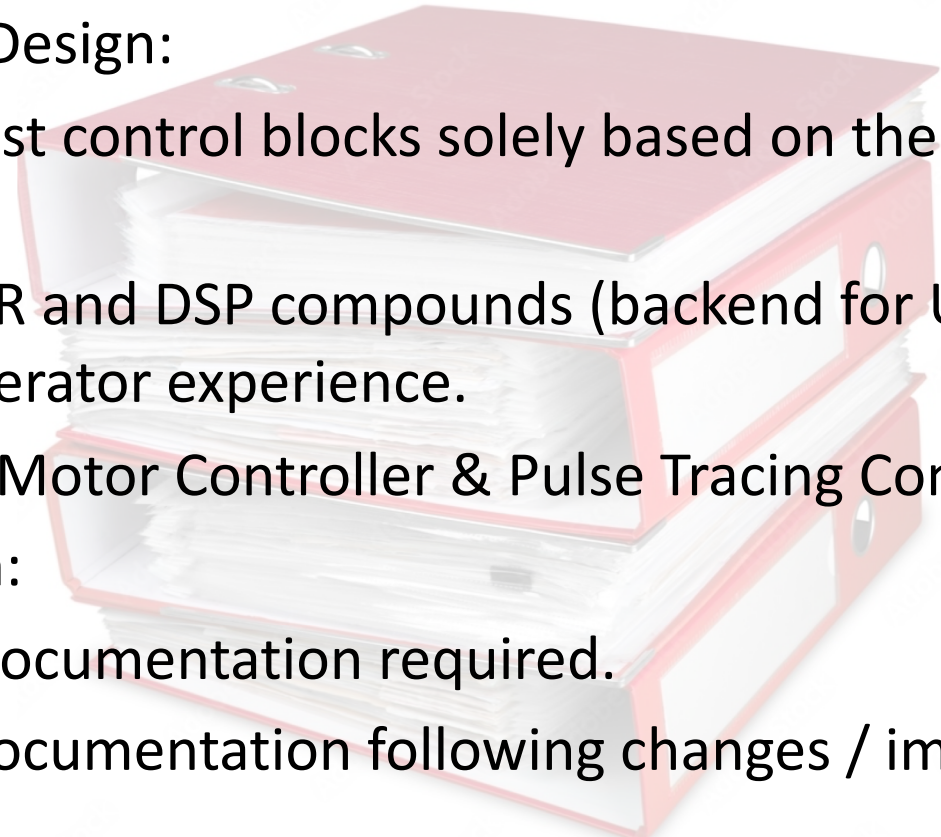 Design:
st control blocks solely based on the
R and DSP compounds (backend for U
erator experience.
Motor Controller & Pulse Tracing Con
n:
ocumentation required.
ocumentation following changes / im